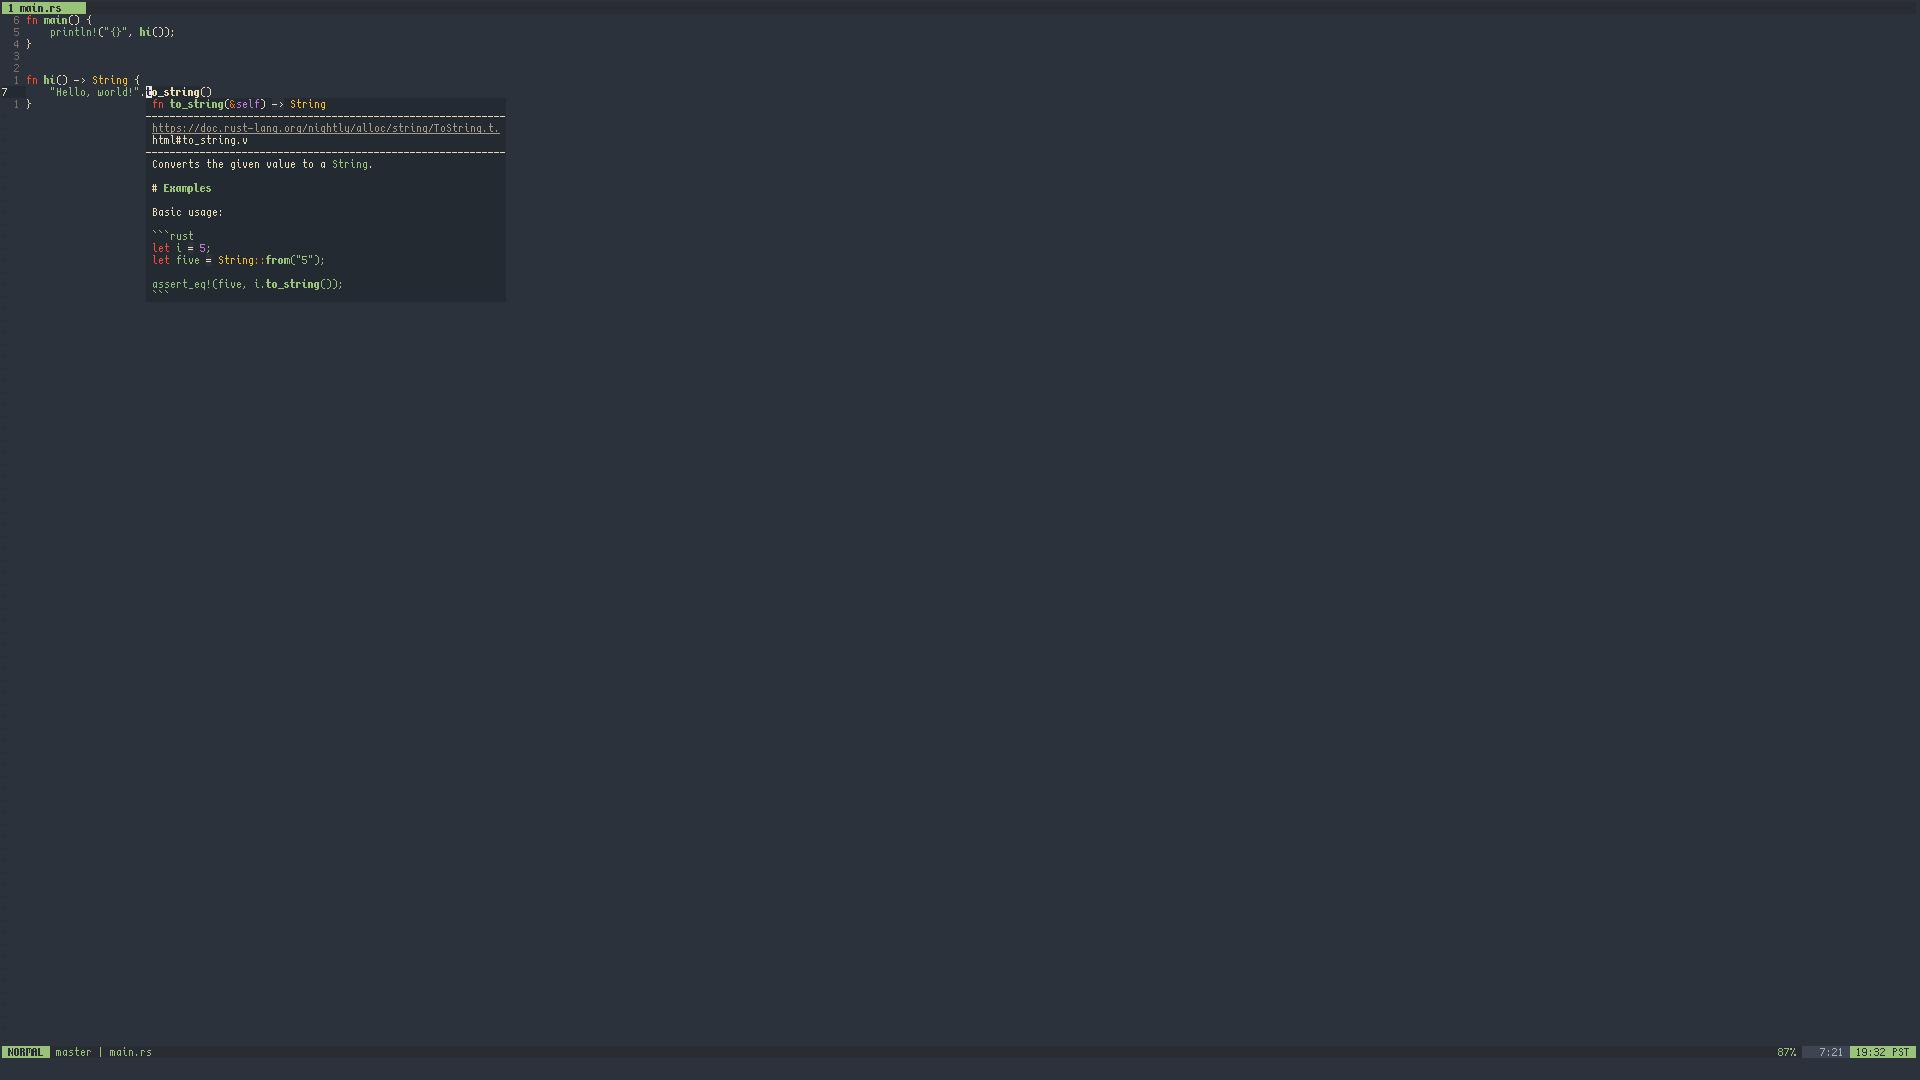 1 main.rs
6 fn main() {
5     println!("{}", hi());
4 }
3
2
1 fn hi() -> String {
7     "Hello, world!".to_string()
1 }
fn to_string(&self) -> String
https://doc.rust-lang.org/nightly/alloc/string/ToString.t.
html#to_string.v
Converts the given value to a String.
# Examples
Basic usage:
```rust
let i = 5;
let five = String::from("5");
assert_eq!(five, i.to_string());
```
NORMAL master | main.rs 87% 7:21 19:32 PST